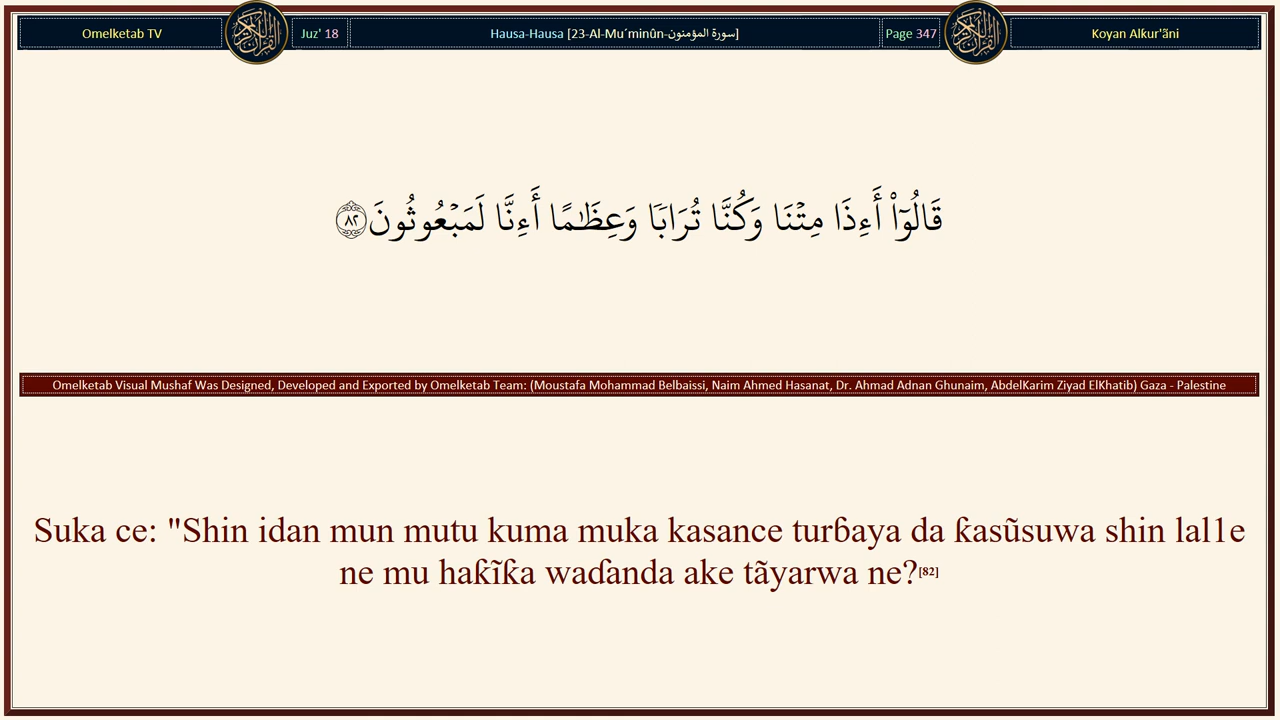 Omelketab TV
Juz' 18
Hausa-Hausa [23-Al-Mu´minûn-سورة المؤمنون]
Page 347
Koyan Alƙur'ãni
قَالُوٓا۟ أَءِذَا مِتْنَا وَكُنَّا تُرَابًا وَعِظَٰمًا أَءِنَّا لَمَبْعُوثُونَ ٨٢
Omelketab Visual Mushaf Was Designed, Developed and Exported by Omelketab Team: (Moustafa Mohammad Belbaissi, Naim Ahmed Hasanat, Dr. Ahmad Adnan Ghunaim, AbdelKarim Ziyad ElKhatib) Gaza - Palestine
Suka ce: "Shin idan mun mutu kuma muka kasance turɓaya da ƙasũsuwa shin lal1e
ne mu haƙĩƙa waɗanda ake tãyarwa ne?[82]